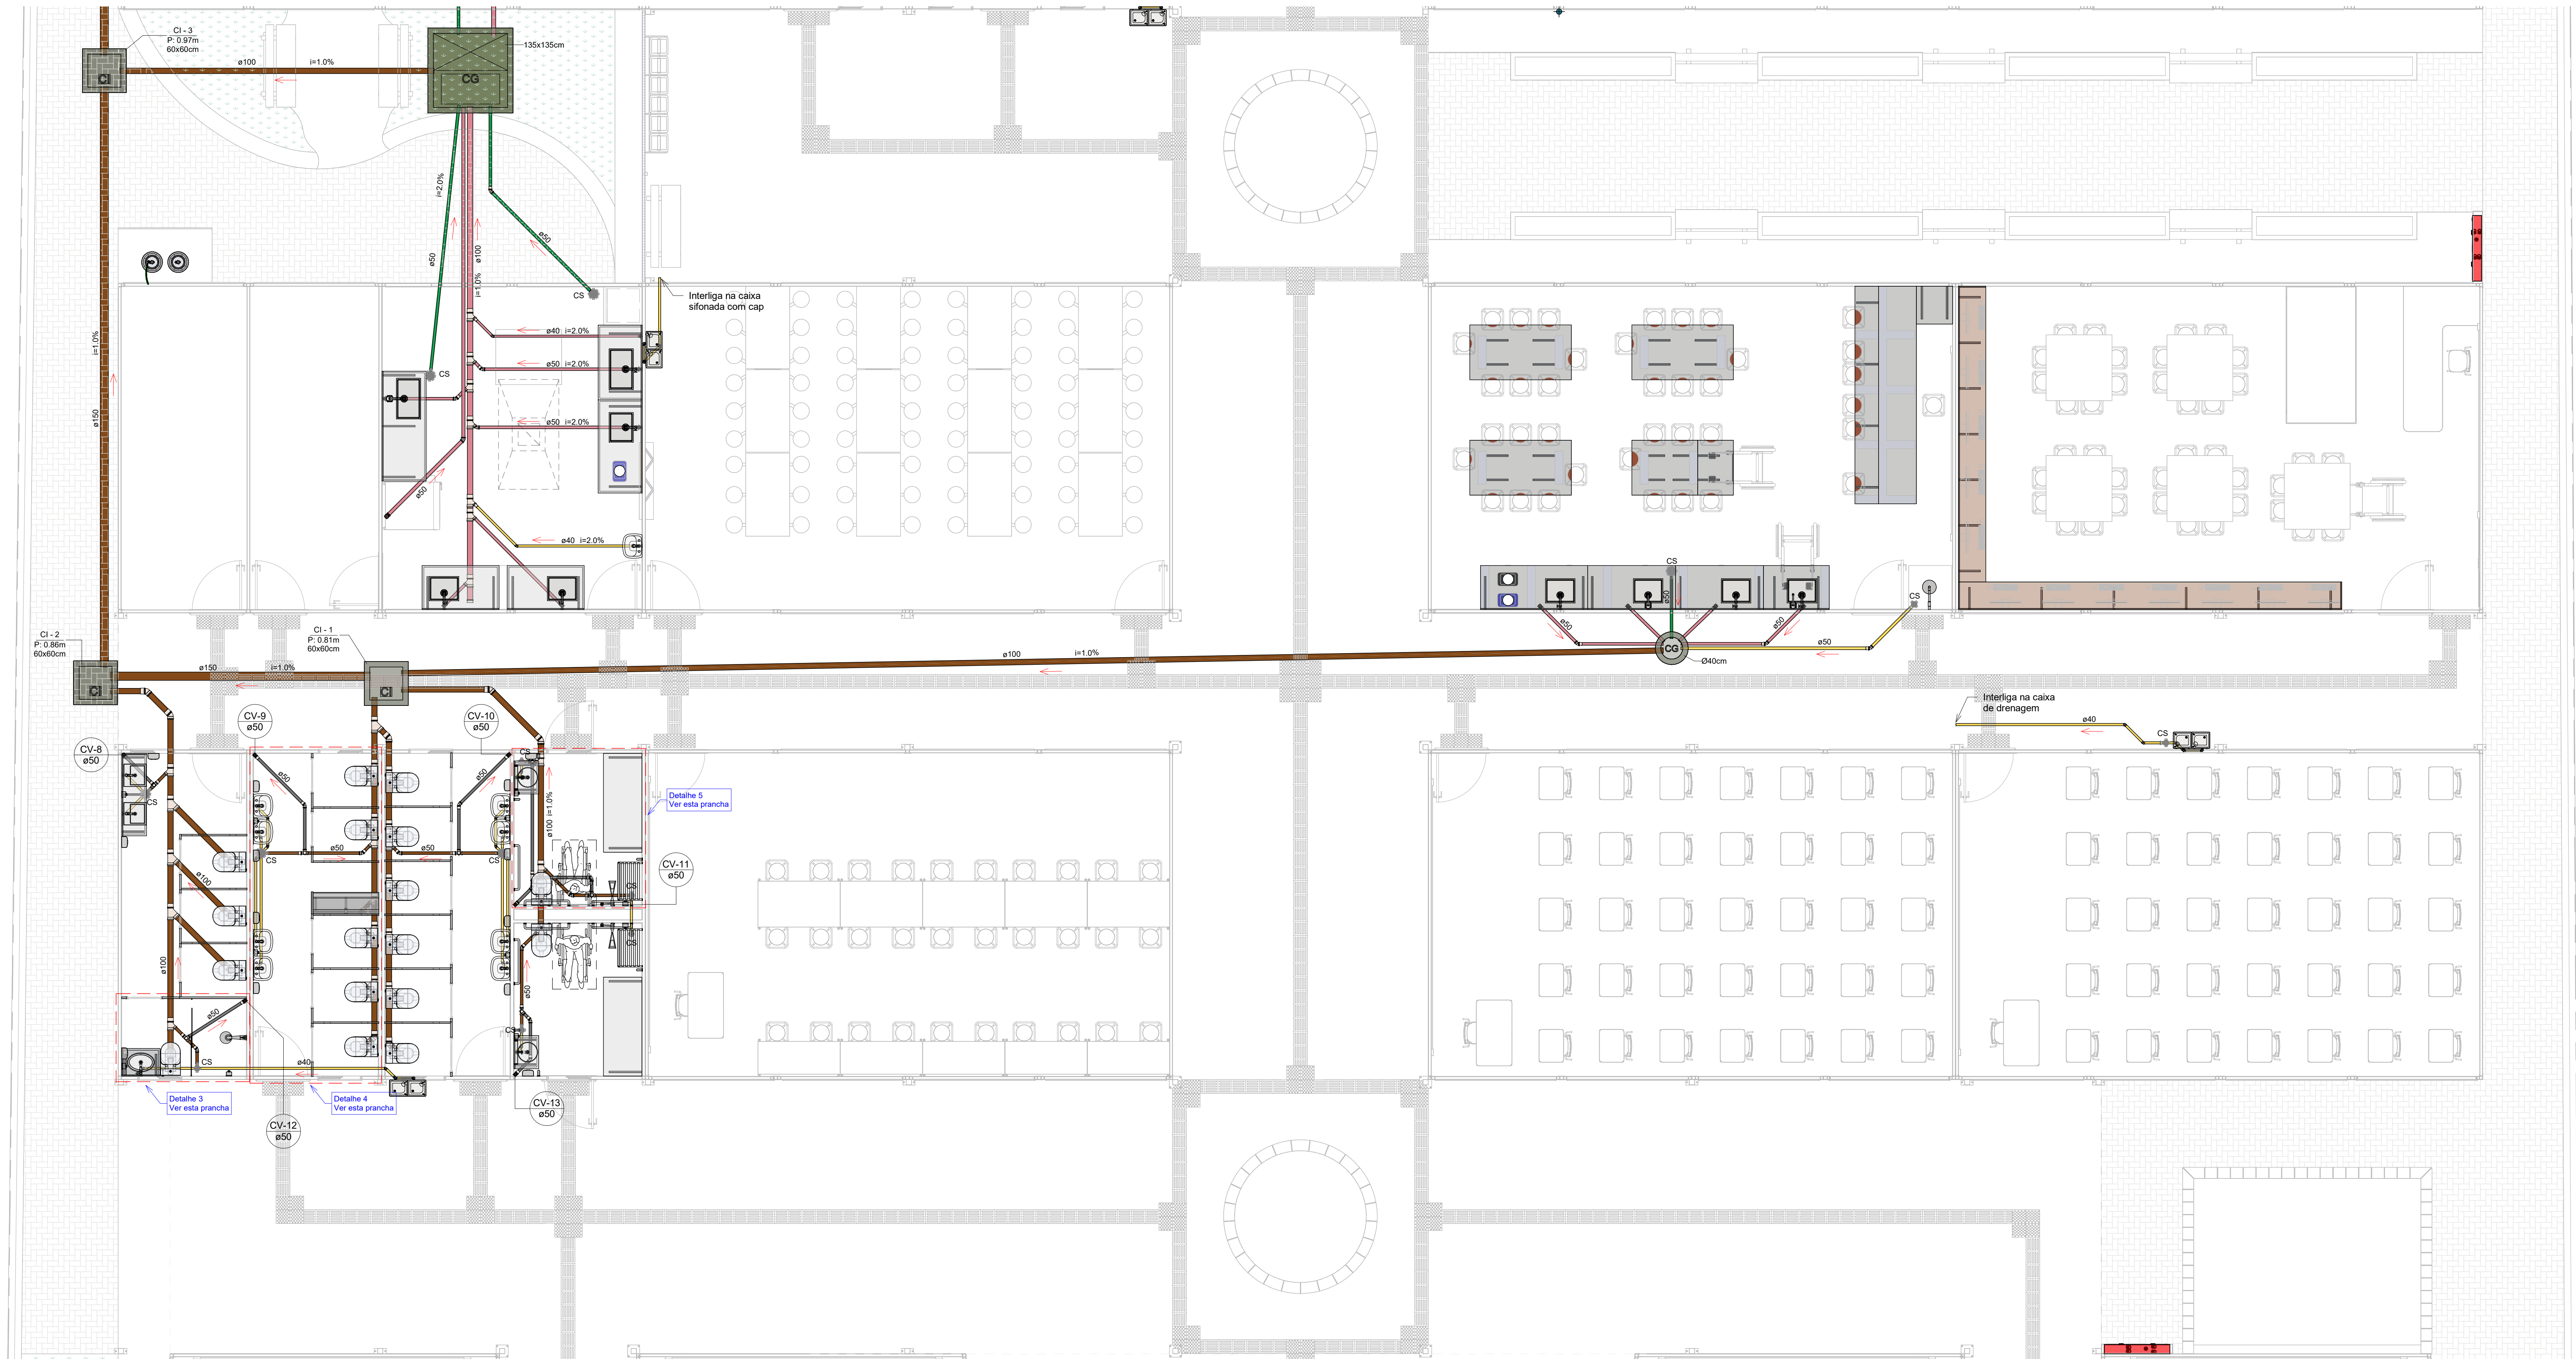 CI - 3
P: 0.97m
60x60cm
CI
ø100
i=1.0%
CG
135x135cm
i=2.0%
ø50
ø100
i=1.0%
ø50
CS
Interliga na caixa
sifonada com cap
i=1.0%
ø150
ø40 i=2.0%
ø50 i=2.0%
CS
ø50 i=2.0%
ø50
ø40 i=2.0%
CS
ø50
CS
ø50
ø50
ø50
CG
Ø40cm
CI - 2
P: 0.86m
60x60cm
CI
ø150
i=1.0%
CI - 1
P: 0.81m
60x60cm
CI
ø100
i=1.0%
Interliga na caixa
de drenagem
ø40
CS
CV-8
ø50
CV-9
ø50
CV-10
ø50
CS
ø50
ø50
CS
ø100 i=1.0%
Detalhe 5
Ver esta prancha
CS
ø50
ø50
CS
CV-11
ø50
ø100
CS
CS
ø100
ø50
ø50
CS
CS
ø40
Detalhe 3
Ver esta prancha
Detalhe 4
Ver esta prancha
CV-12
ø50
CV-13
ø50